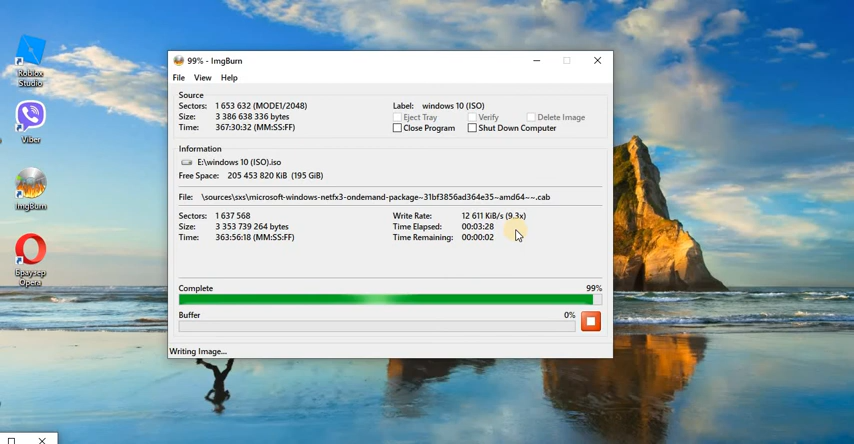 Roblox
Studio
Viber
ImgBurn
Браузер
Opera
99% - ImgBurn
File View Help
Source
Sectors: 1 653 632 (MODE1/2048)
Size: 3 386 638 336 bytes
Time: 367:30:32 (MM:SS:FF)
Label: windows 10 (ISO)
Eject Tray Verify Delete Image
Close Program Shut Down Computer
Information
E:\windows 10 (ISO).iso
Free Space: 205 453 820 KiB (195 GiB)
File: \sources\sxs\microsoft-windows-netfx3-ondemand-package~31bf3856ad364e35~amd64~~.cab
Sectors: 1 637 568
Size: 3 353 739 264 bytes
Time: 363:56:18 (MM:SS:FF)
Write Rate: 12 611 KiB/s (9.3x)
Time Elapsed: 00:03:28
Time Remaining: 00:00:02
Complete 99%
Buffer 0%
Writing Image...